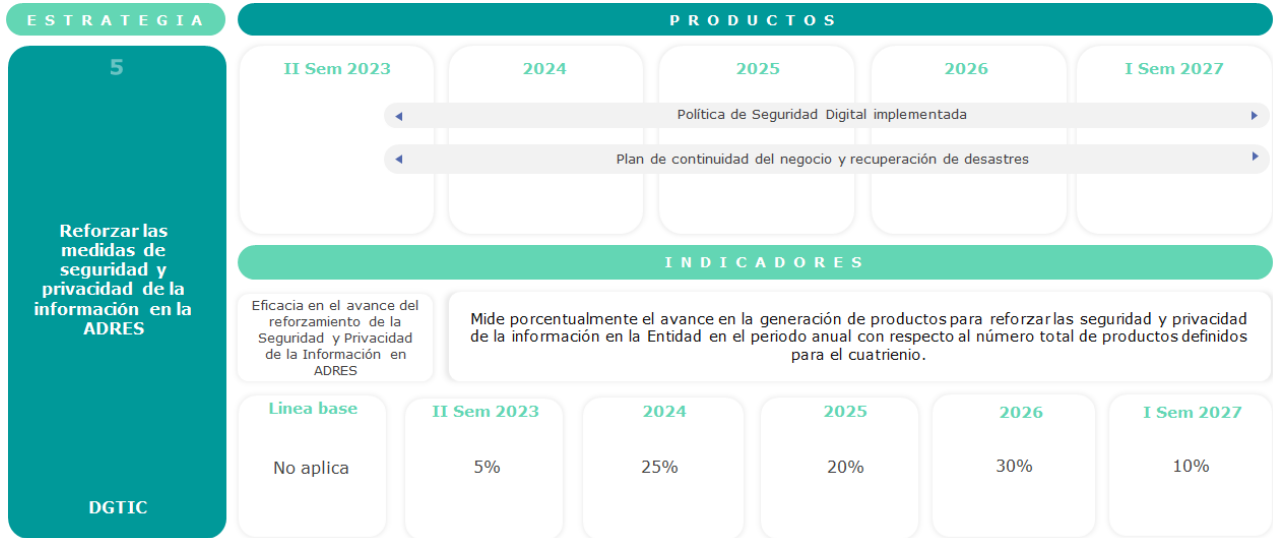 ESTRATEGIA
PRODUCTOS
5
Reforzar las
medidas de
seguridad y
privacidad de la
información en la
ADRES
DGTIC
II Sem 2023
2024
2025
2026
I Sem 2027
Política de Seguridad Digital implementada
Plan de continuidad del negocio y recuperación de desastres
INDICADORES
Eficacia en el avance del
reforzamiento de la
Seguridad y Privacidad
de la Información en
ADRES
Mide porcentualmente el avance en la generación de productos para reforzar las seguridad y privacidad
de la información en la Entidad en el periodo anual con respecto al número total de productos definidos
para el cuatrienio.
Linea base
II Sem 2023
2024
2025
2026
I Sem 2027
No aplica
5%
25%
20%
30%
10%